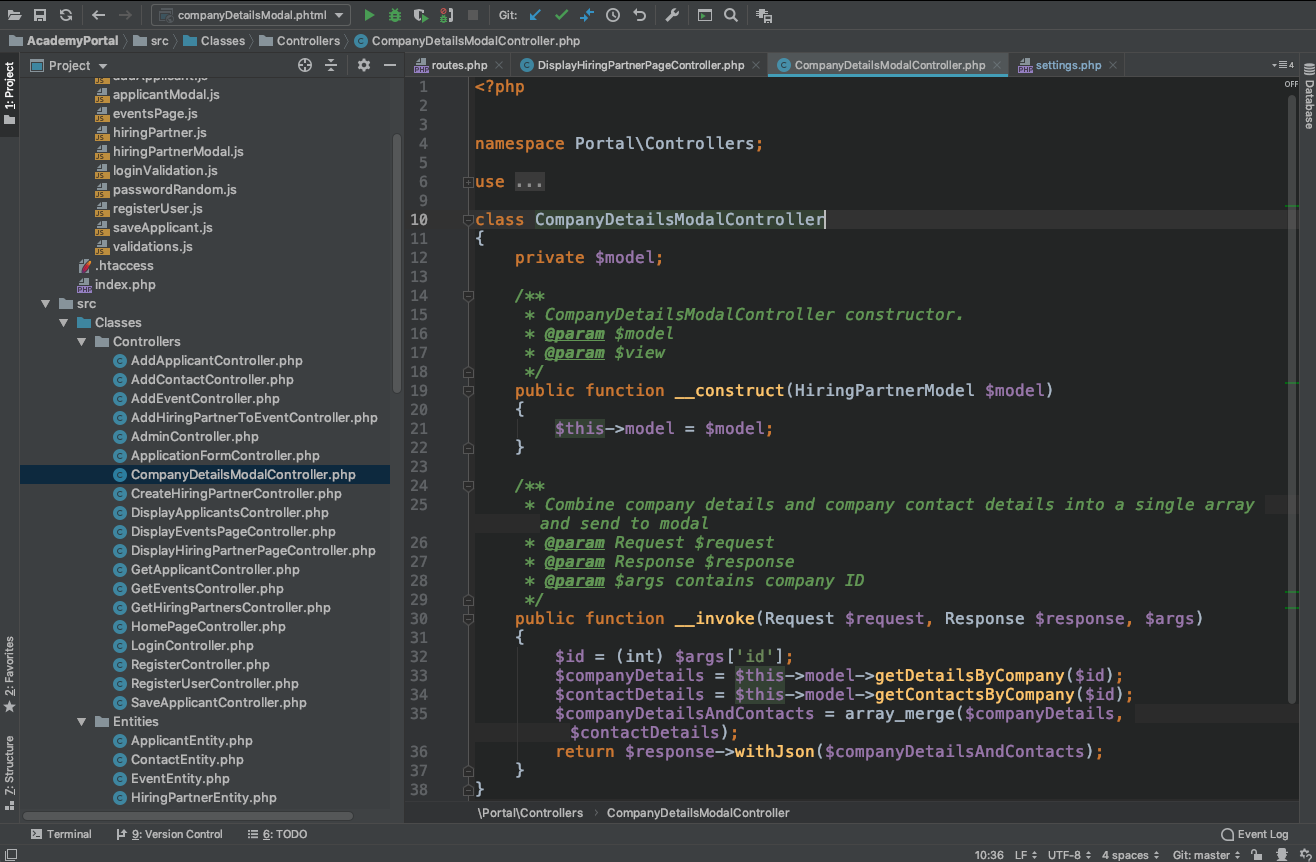 companyDetailsModal.phtml
Git:
AcademyPortal
src
Classes
Controllers
CompanyDetailsModalController.php
1: Project
2: Favorites
Z: Structure
Project
applicantModal.js
eventsPage.js
hiringPartner.js
hiringPartnerModal.js
loginValidation.js
passwordRandom.js
registerUser.js
saveApplicant.js
validations.js
.htaccess
index.php
src
Classes
Controllers
AddApplicantController.php
AddContactController.php
AddEventController.php
AddHiringPartnerToEventController.php
AdminController.php
ApplicationFormController.php
CompanyDetailsModalController.php
CreateHiringPartnerController.php
DisplayApplicantsController.php
DisplayEventsPageController.php
DisplayHiringPartnerPageController.php
GetApplicantController.php
GetEventsController.php
GetHiringPartnersController.php
HomePageController.php
LoginController.php
RegisterController.php
RegisterUserController.php
SaveApplicantController.php
Entities
ApplicantEntity.php
ContactEntity.php
EventEntity.php
HiringPartnerEntity.php
routes.php
DisplayHiringPartnerPageController.php
CompanyDetailsModalController.php
settings.php
4
OFF
Database
1 <?php
2
3
4 namespace Portal\Controllers;
5
6 use ...
9
10 class CompanyDetailsModalController
11 {
12 private $model;
13
14 /**
15 * CompanyDetailsModalController constructor.
16 * @param $model
17 * @param $view
18 */
19 public function __construct(HiringPartnerModel $model)
20 {
21 $this->model = $model;
22 }
23
24 /**
25 * Combine company details and company contact details into a single array
and send to modal
26 * @param Request $request
27 * @param Response $response
28 * @param $args contains company ID
29 */
30 public function __invoke(Request $request, Response $response, $args)
31 {
32 $id = (int) $args['id'];
33 $companyDetails = $this->model->getDetailsByCompany($id);
34 $contactDetails = $this->model->getContactsByCompany($id);
35 $companyDetailsAndContacts = array_merge($companyDetails,
$contactDetails);
36 return $response->withJson($companyDetailsAndContacts);
37 }
38 }
\Portal\Controllers
CompanyDetailsModalController
Terminal
9: Version Control
6: TODO
Event Log
10:36
LF
UTF-8
4 spaces
Git: master